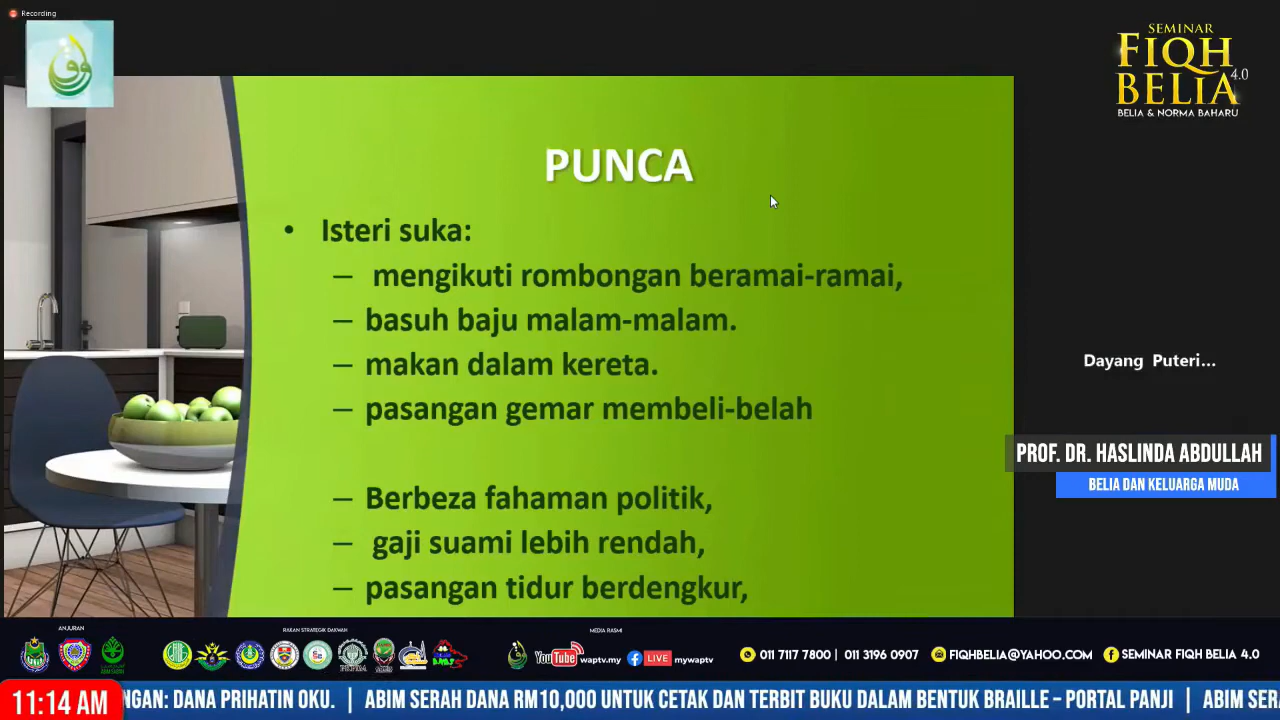 Recording
SEMINAR
FIQH
BELIA 4.0
BELIA & NORMA BAHARU
PUNCA
• Isteri suka:
– mengikuti rombongan beramai-ramai,
– basuh baju malam-malam.
– makan dalam kereta.
– pasangan gemar membeli-belah
– Berbeza fahaman politik,
– gaji suami lebih rendah,
– pasangan tidur berdengkur,
Dayang Puteri...
PROF. DR. HASLINDA ABDULLAH
BELIA DAN KELUARGA MUDA
ANJURAN
RAKAN STRATEGIK DAKWAH
MEDIA RASMI
YouTube waptv.my
LIVE mywaptv
011 7117 7800 | 011 3196 0907
FIQHBELIA@YAHOO.COM
SEMINAR FIQH BELIA 4.0
11:14 AM
NGAN: DANA PRIHATIN OKU. | ABIM SERAH DANA RM10,000 UNTUK CETAK DAN TERBIT BUKU DALAM BENTUK BRAILLE – PORTAL PANJI | ABIM SERA